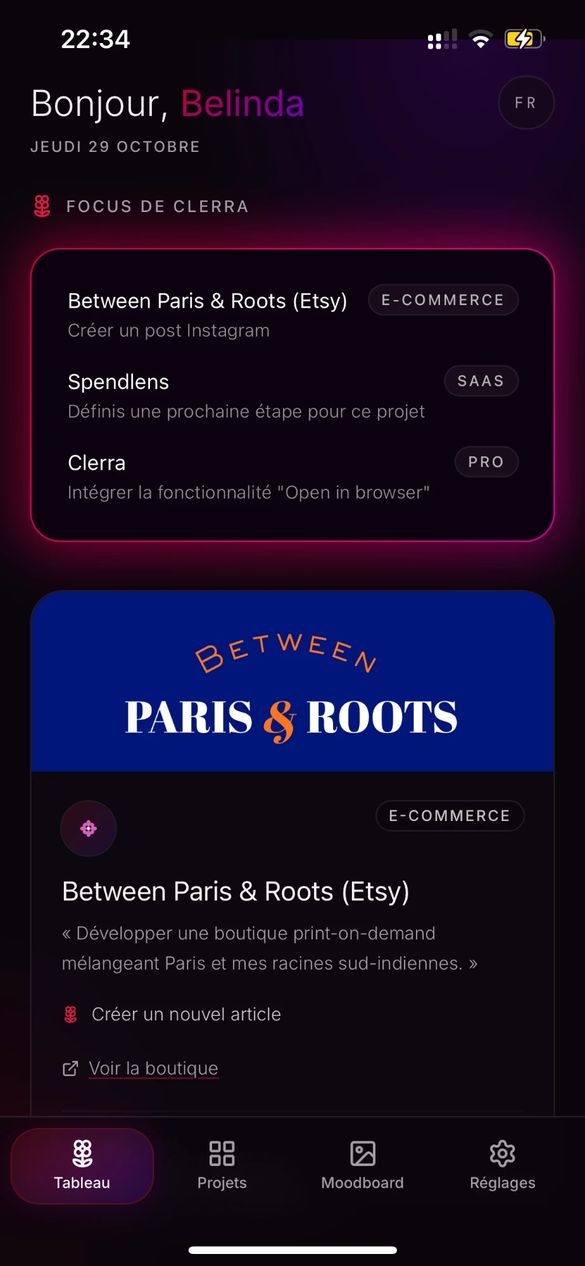 22:34
Bonjour, Belinda
FR
JEUDI 29 OCTOBRE
FOCUS DE CLERRA
Between Paris & Roots (Etsy) E-COMMERCE
Créer un post Instagram
Spendlens SAAS
Définis une prochaine étape pour ce projet
Clerra PRO
Intégrer la fonctionnalité "Open in browser"
BETWEEN
PARIS & ROOTS
E-COMMERCE
Between Paris & Roots (Etsy)
« Développer une boutique print-on-demand
mélangeant Paris et mes racines sud-indiennes. »
Créer un nouvel article
Voir la boutique
Tableau Projets Moodboard Réglages